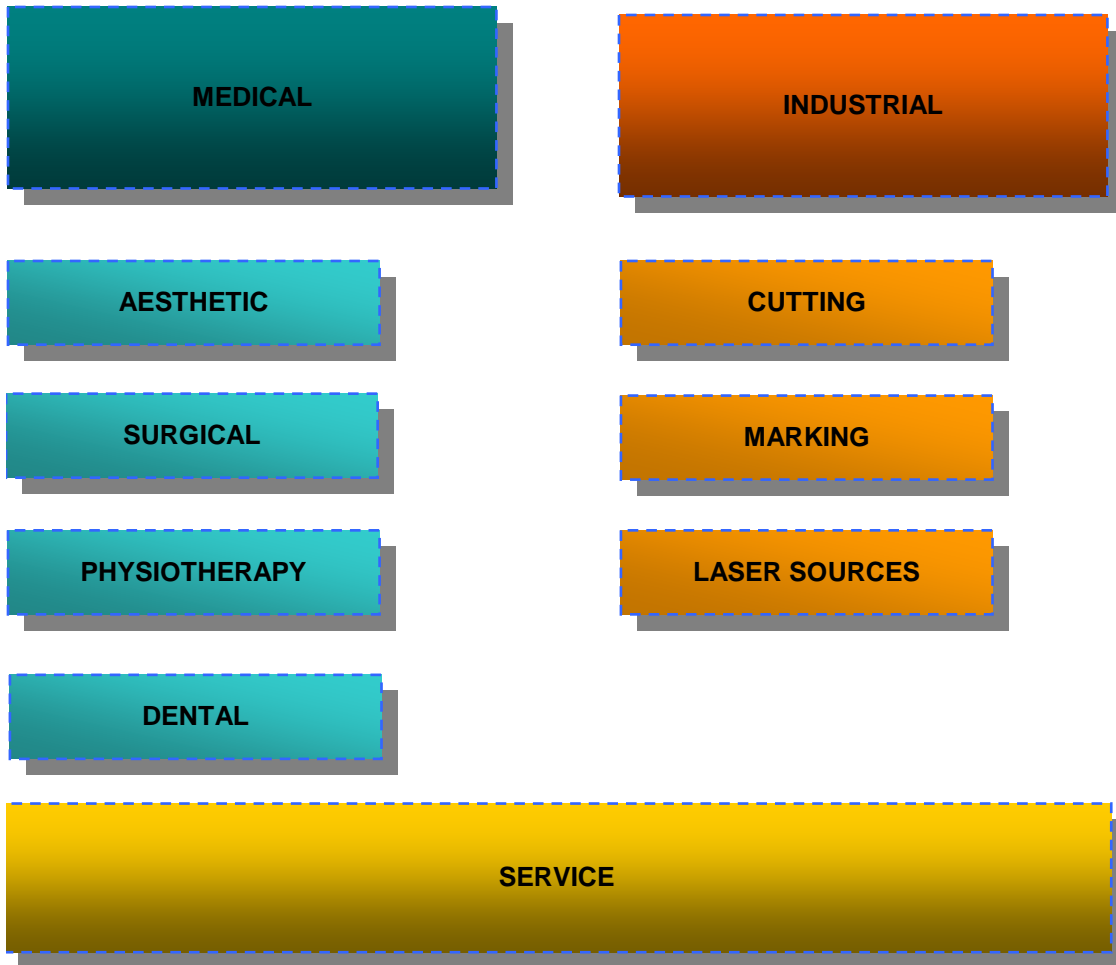 MEDICAL
INDUSTRIAL
AESTHETIC
CUTTING
SURGICAL
MARKING
PHYSIOTHERAPY
LASER SOURCES
DENTAL
SERVICE